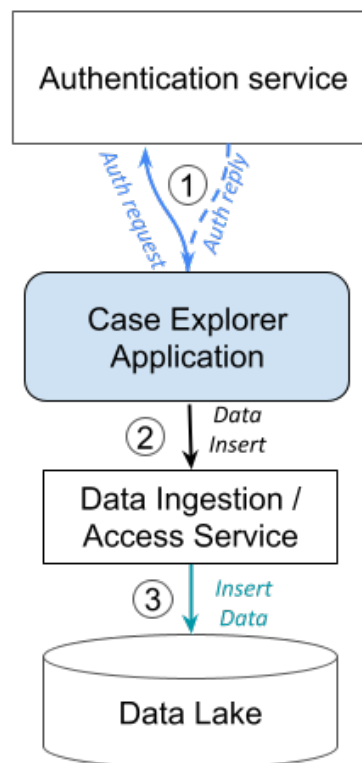 Authentication service
1
Auth request
Auth reply
Case Explorer
Application
2
Data
Insert
Data Ingestion /
Access Service
3
Insert
Data
Data Lake